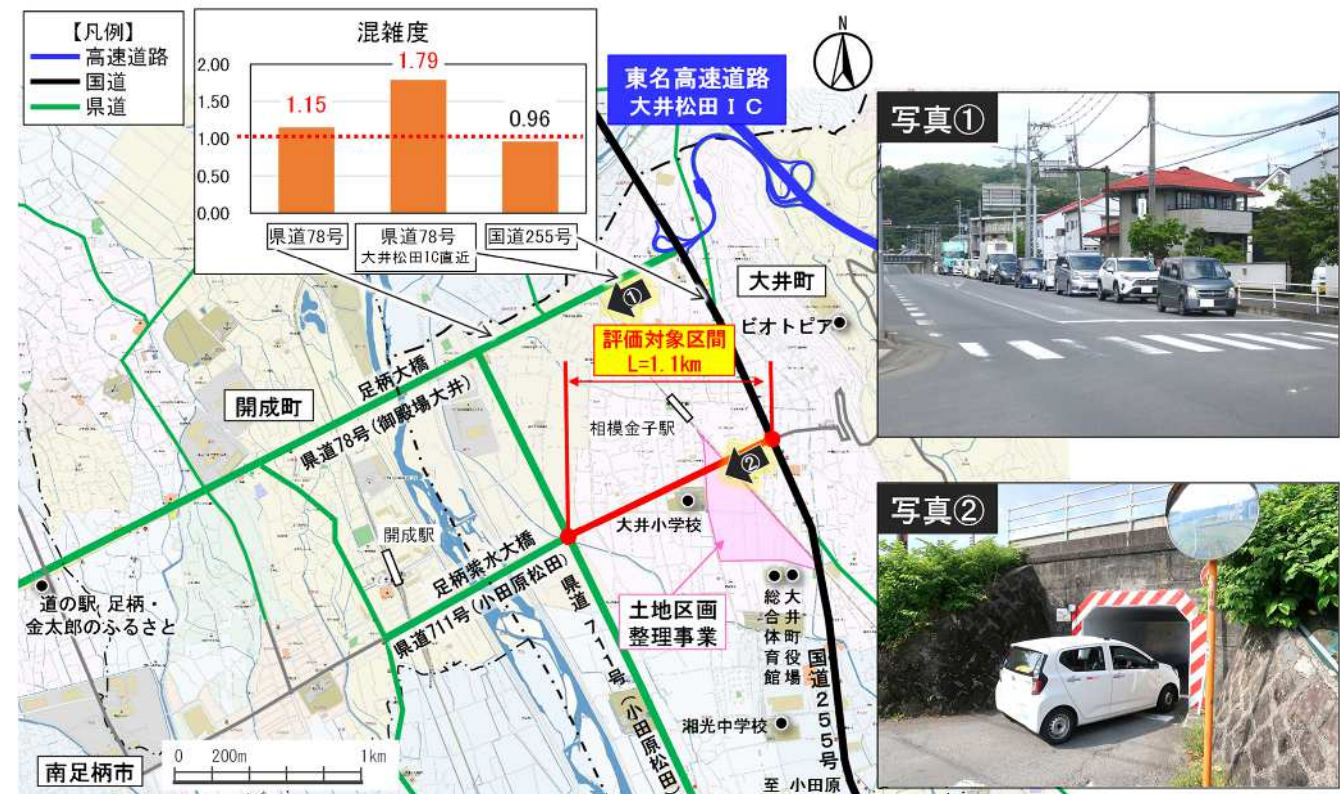 【凡例】
高速道路
国道
県道
混雑度
2.00
1.50
1.00
0.50
0.00
1.15
1.79
0.96
県道78号
県道78号
大井松田IC直近
国道255号
東名高速道路
大井松田IC
N
写真①
大井町
ビオトピア
①
評価対象区間
L=1.1km
足柄大橋
開成町
県道78号(御殿場大井)
相模金子駅
②
大井小学校
開成駅
足柄紫水大橋
県道711号(小田原松田)
道の駅 足柄・
金太郎のふるさと
土地区画
整理事業
県道711号(小田原松田)
大井町役場
総合体育館
国道255号
湘光中学校
至 小田原
写真②
南足柄市
0 200m 1km